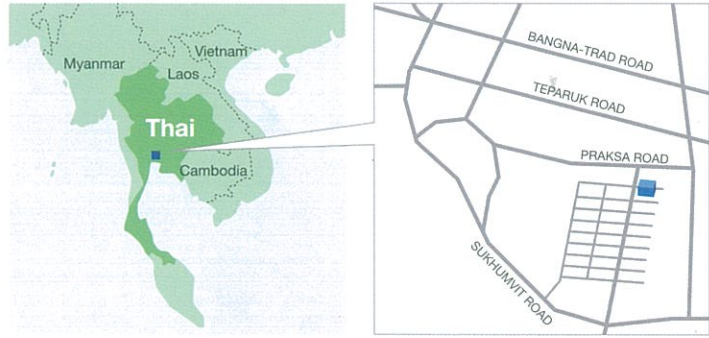 Myanmar
Vietnam
Laos
Thai
Cambodia
BANGNA-TRAD ROAD
TEPARUK ROAD
PRAKSA ROAD
SUKHUMVIT ROAD